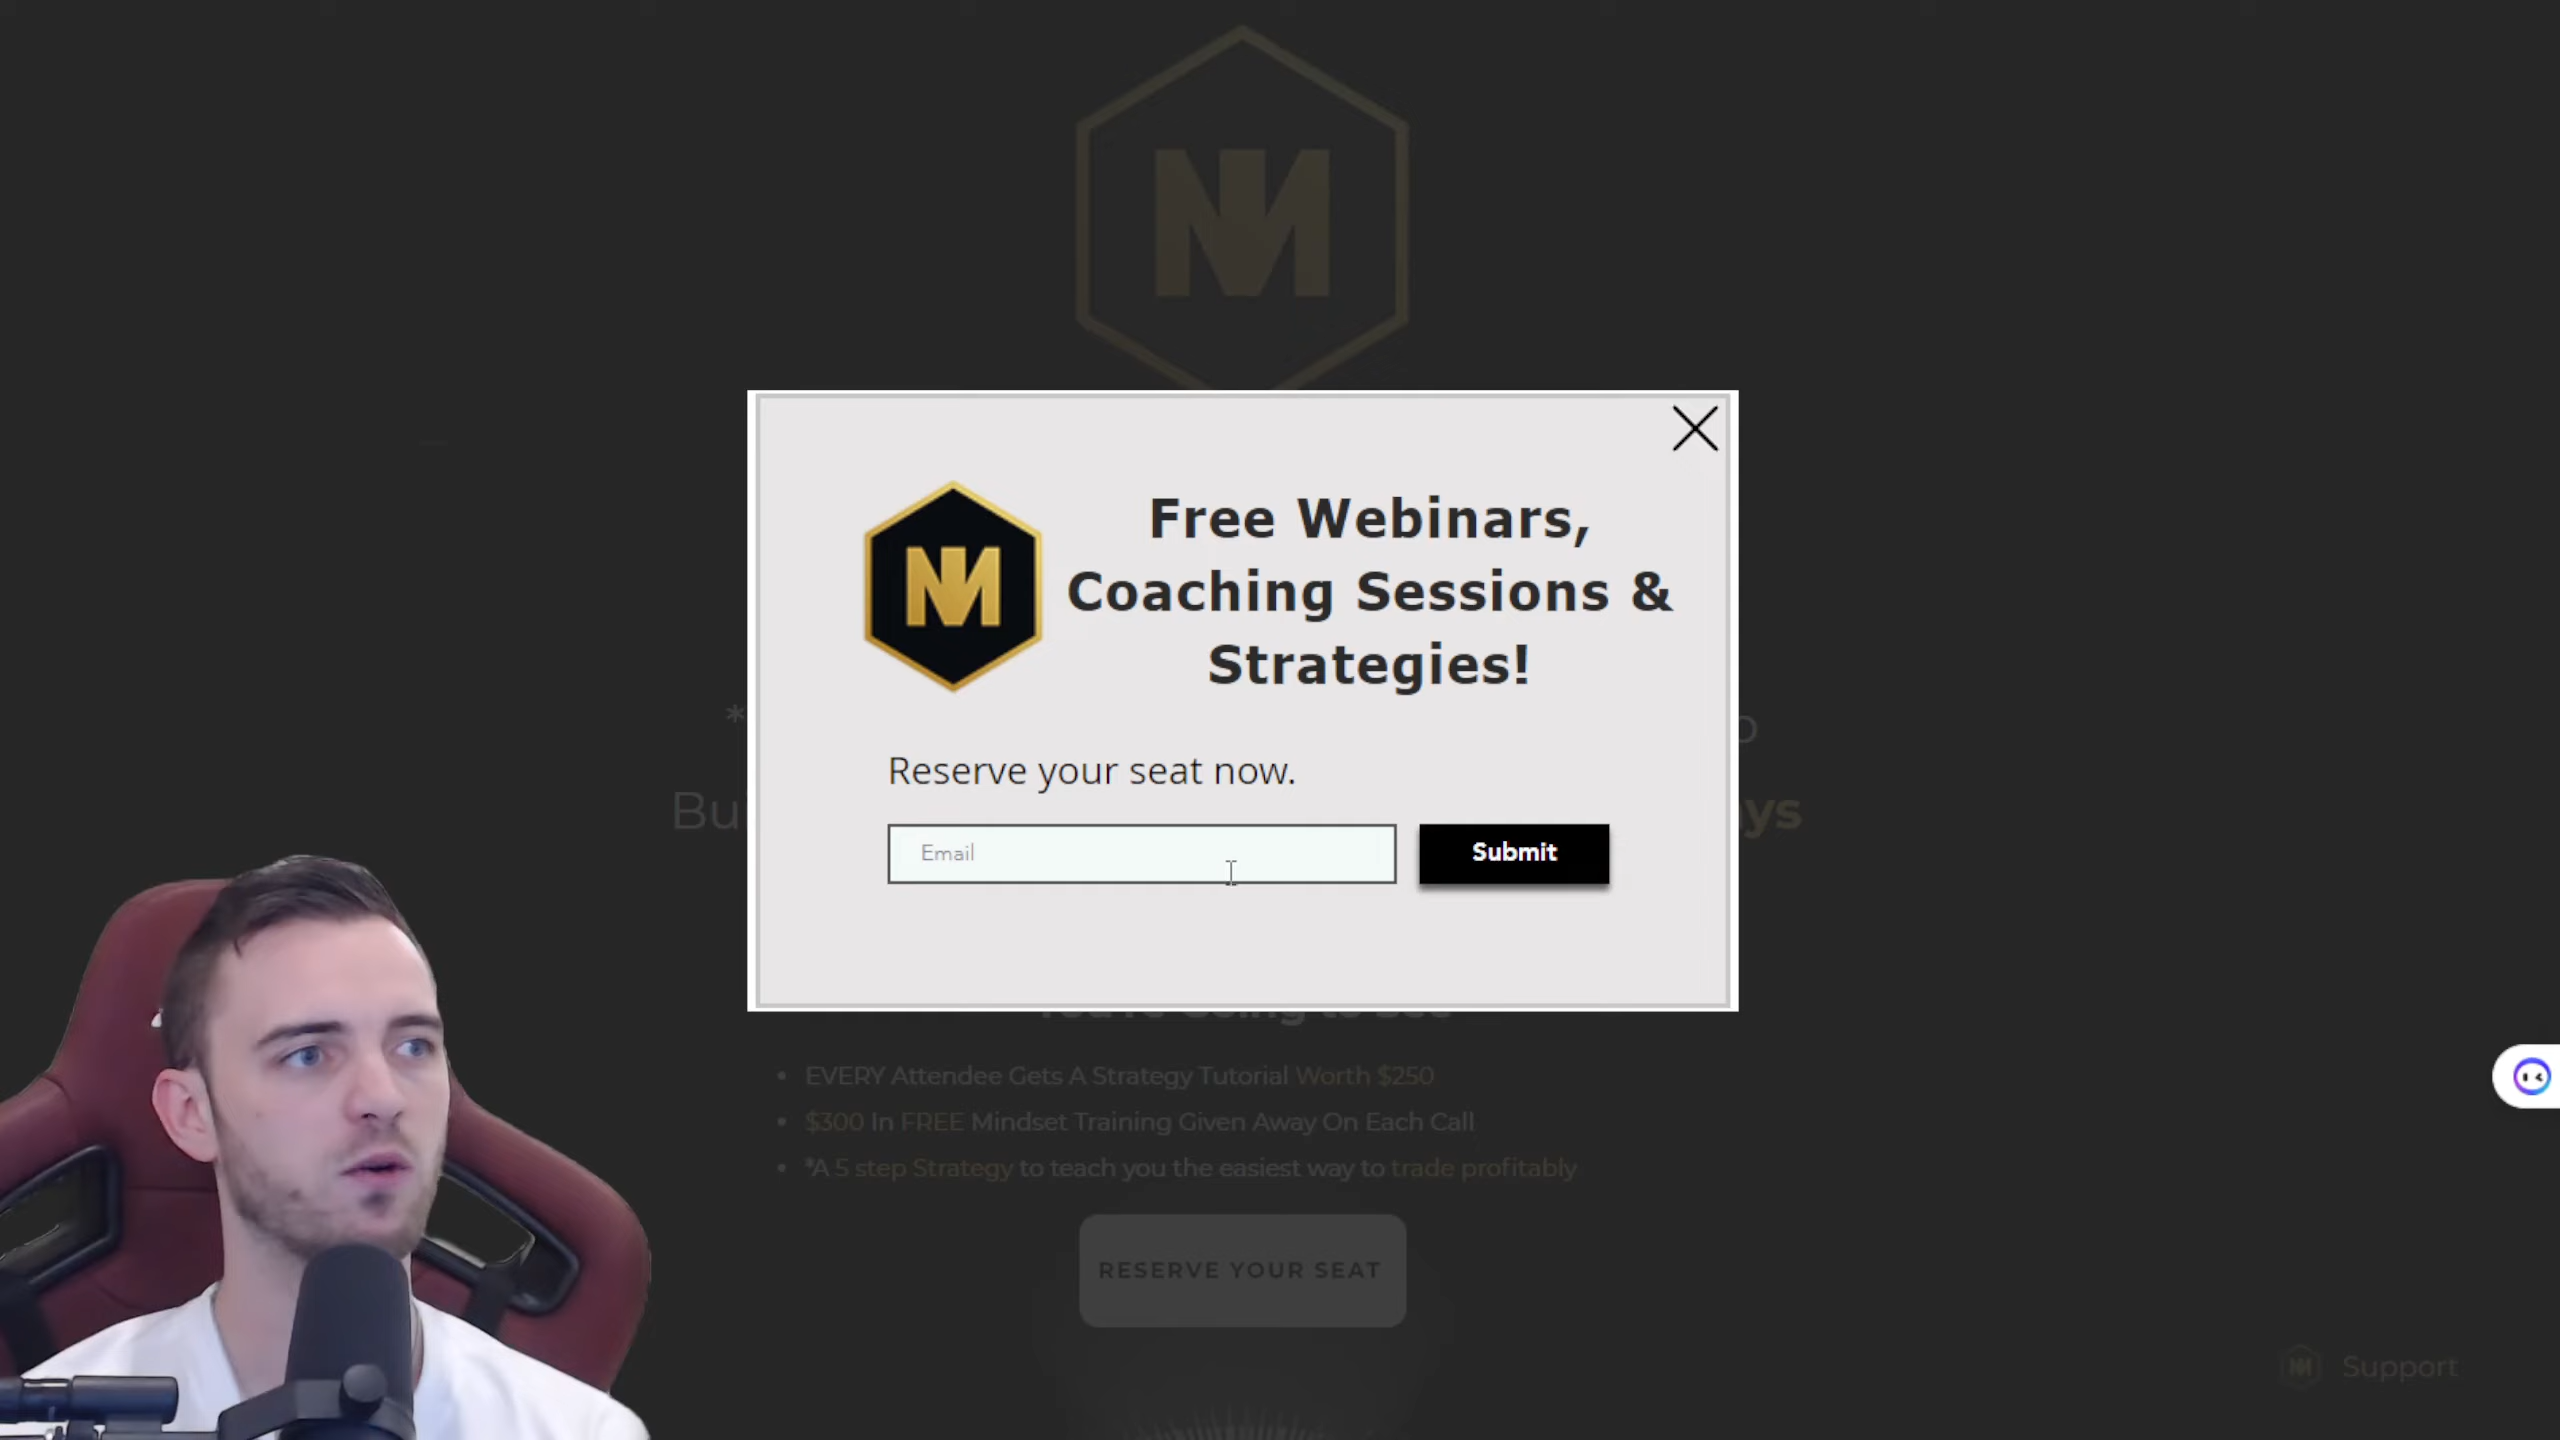 NM
NM
Free Webinars,
Coaching Sessions &
Strategies!
Reserve your seat now.
Email
Submit
EVERY Attendee Gets A Strategy Tutorial Worth $250
$300 In FREE Mindset Training Given Away On Each Call
*A 5 step Strategy to teach you the easiest way to trade profitably
RESERVE YOUR SEAT
Support